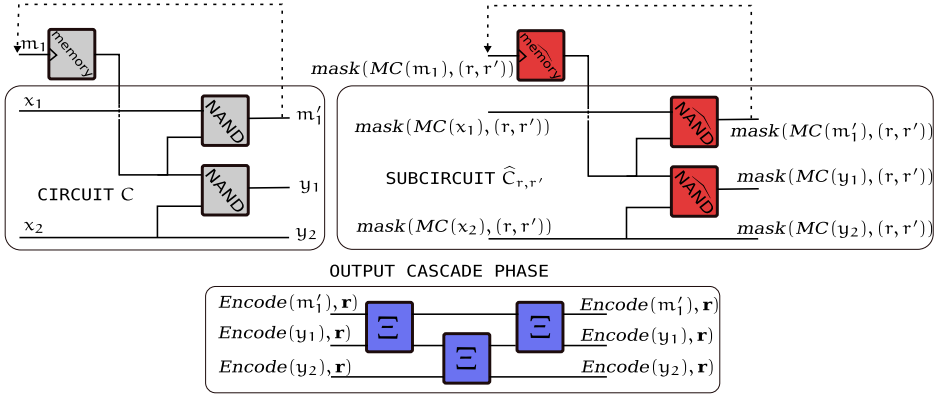 m₁
memory
x₁
NAND
m′₁
CIRCUIT C
NAND
y₁
x₂
y₂
mask(MC(m₁), (r, r′))
memory
mask(MC(x₁), (r, r′))
NAND
mask(MC(m′₁), (r, r′))
SUBCIRCUIT Ĉr,r′
NAND
mask(MC(y₁), (r, r′))
mask(MC(x₂), (r, r′))
mask(MC(y₂), (r, r′))
OUTPUT CASCADE PHASE
Encode(m′₁), r)
Ξ
Ξ
Encode(m′₁), r)
Encode(y₁), r)
Ξ
Encode(y₁), r)
Encode(y₂), r)
Encode(y₂), r)